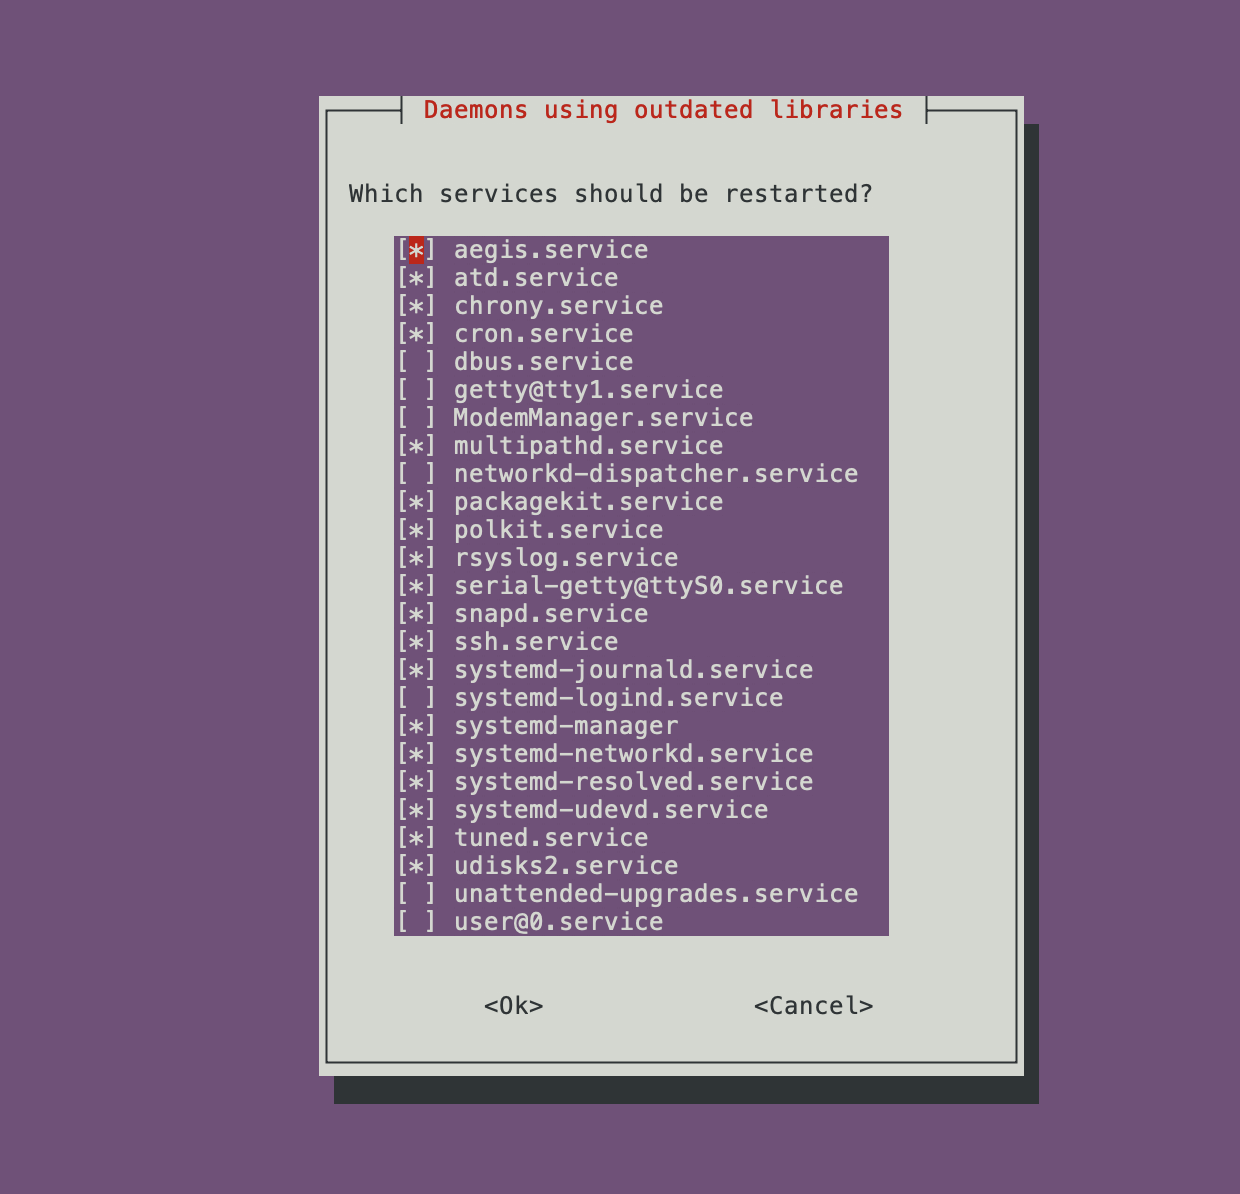 Daemons using outdated libraries
Which services should be restarted?
[*] aegis.service
[*] atd.service
[*] chrony.service
[*] cron.service
[ ] dbus.service
[ ] getty@tty1.service
[ ] ModemManager.service
[*] multipathd.service
[ ] networkd-dispatcher.service
[*] packagekit.service
[*] polkit.service
[*] rsyslog.service
[*] serial-getty@ttyS0.service
[*] snapd.service
[*] ssh.service
[*] systemd-journald.service
[ ] systemd-logind.service
[*] systemd-manager
[*] systemd-networkd.service
[*] systemd-resolved.service
[*] systemd-udevd.service
[*] tuned.service
[*] udisks2.service
[ ] unattended-upgrades.service
[ ] user@0.service
<Ok> <Cancel>